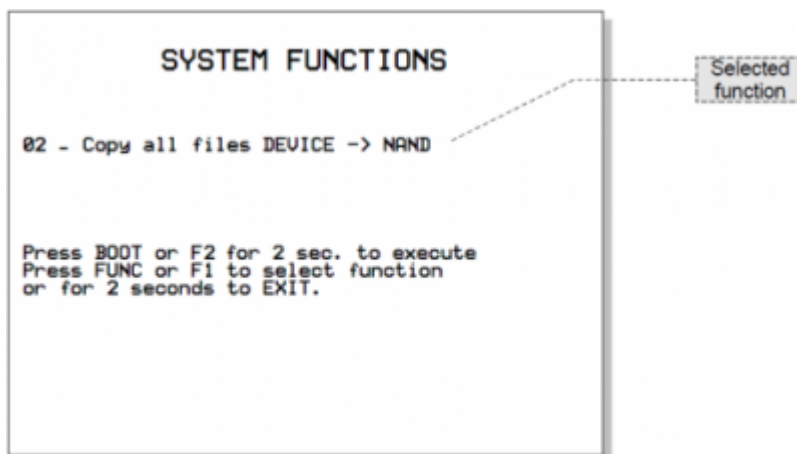 SYSTEM FUNCTIONS
Selected
function
02 - Copy all files DEVICE -> NAND
Press BOOT or F2 for 2 sec. to execute
Press FUNC or F1 to select function
or for 2 seconds to EXIT.